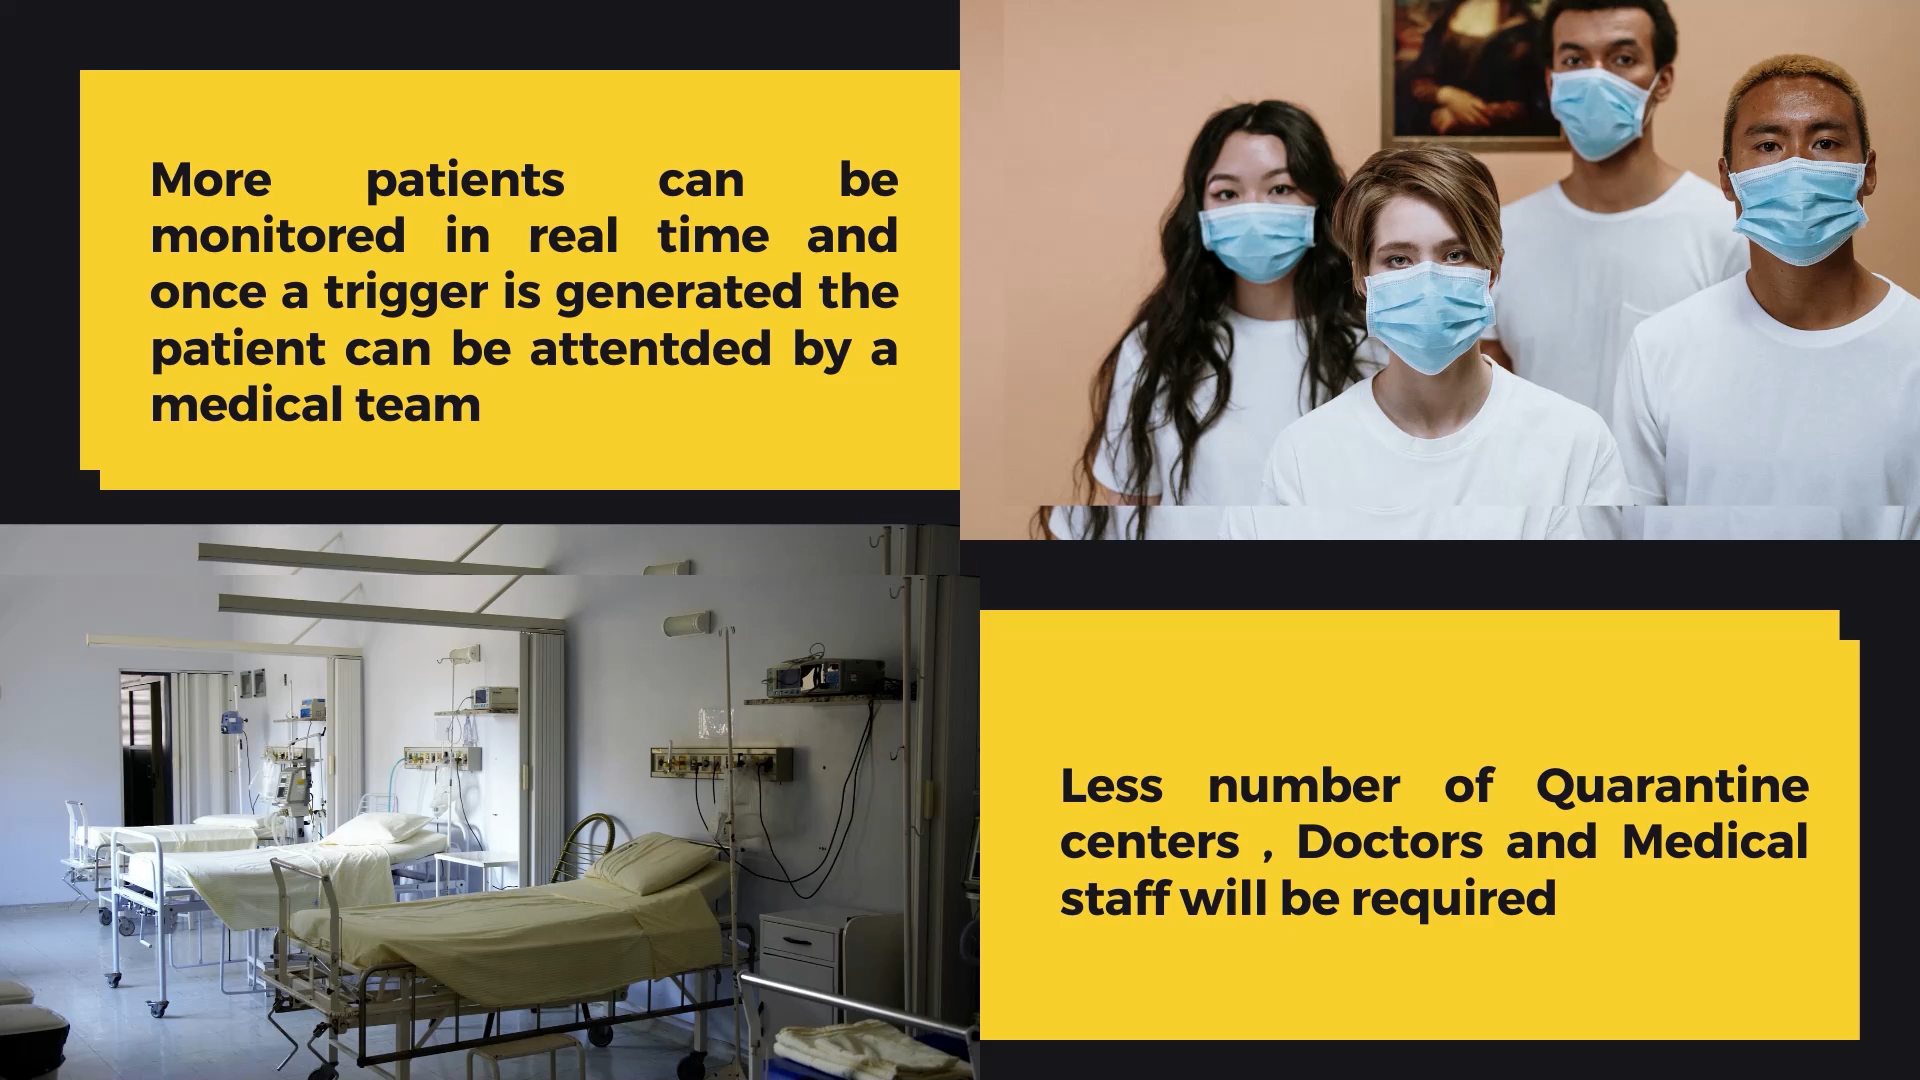 More patients can be
monitored in real time and
once a trigger is generated the
patient can be attentded by a
medical team
Less number of Quarantine
centers , Doctors and Medical
staff will be required